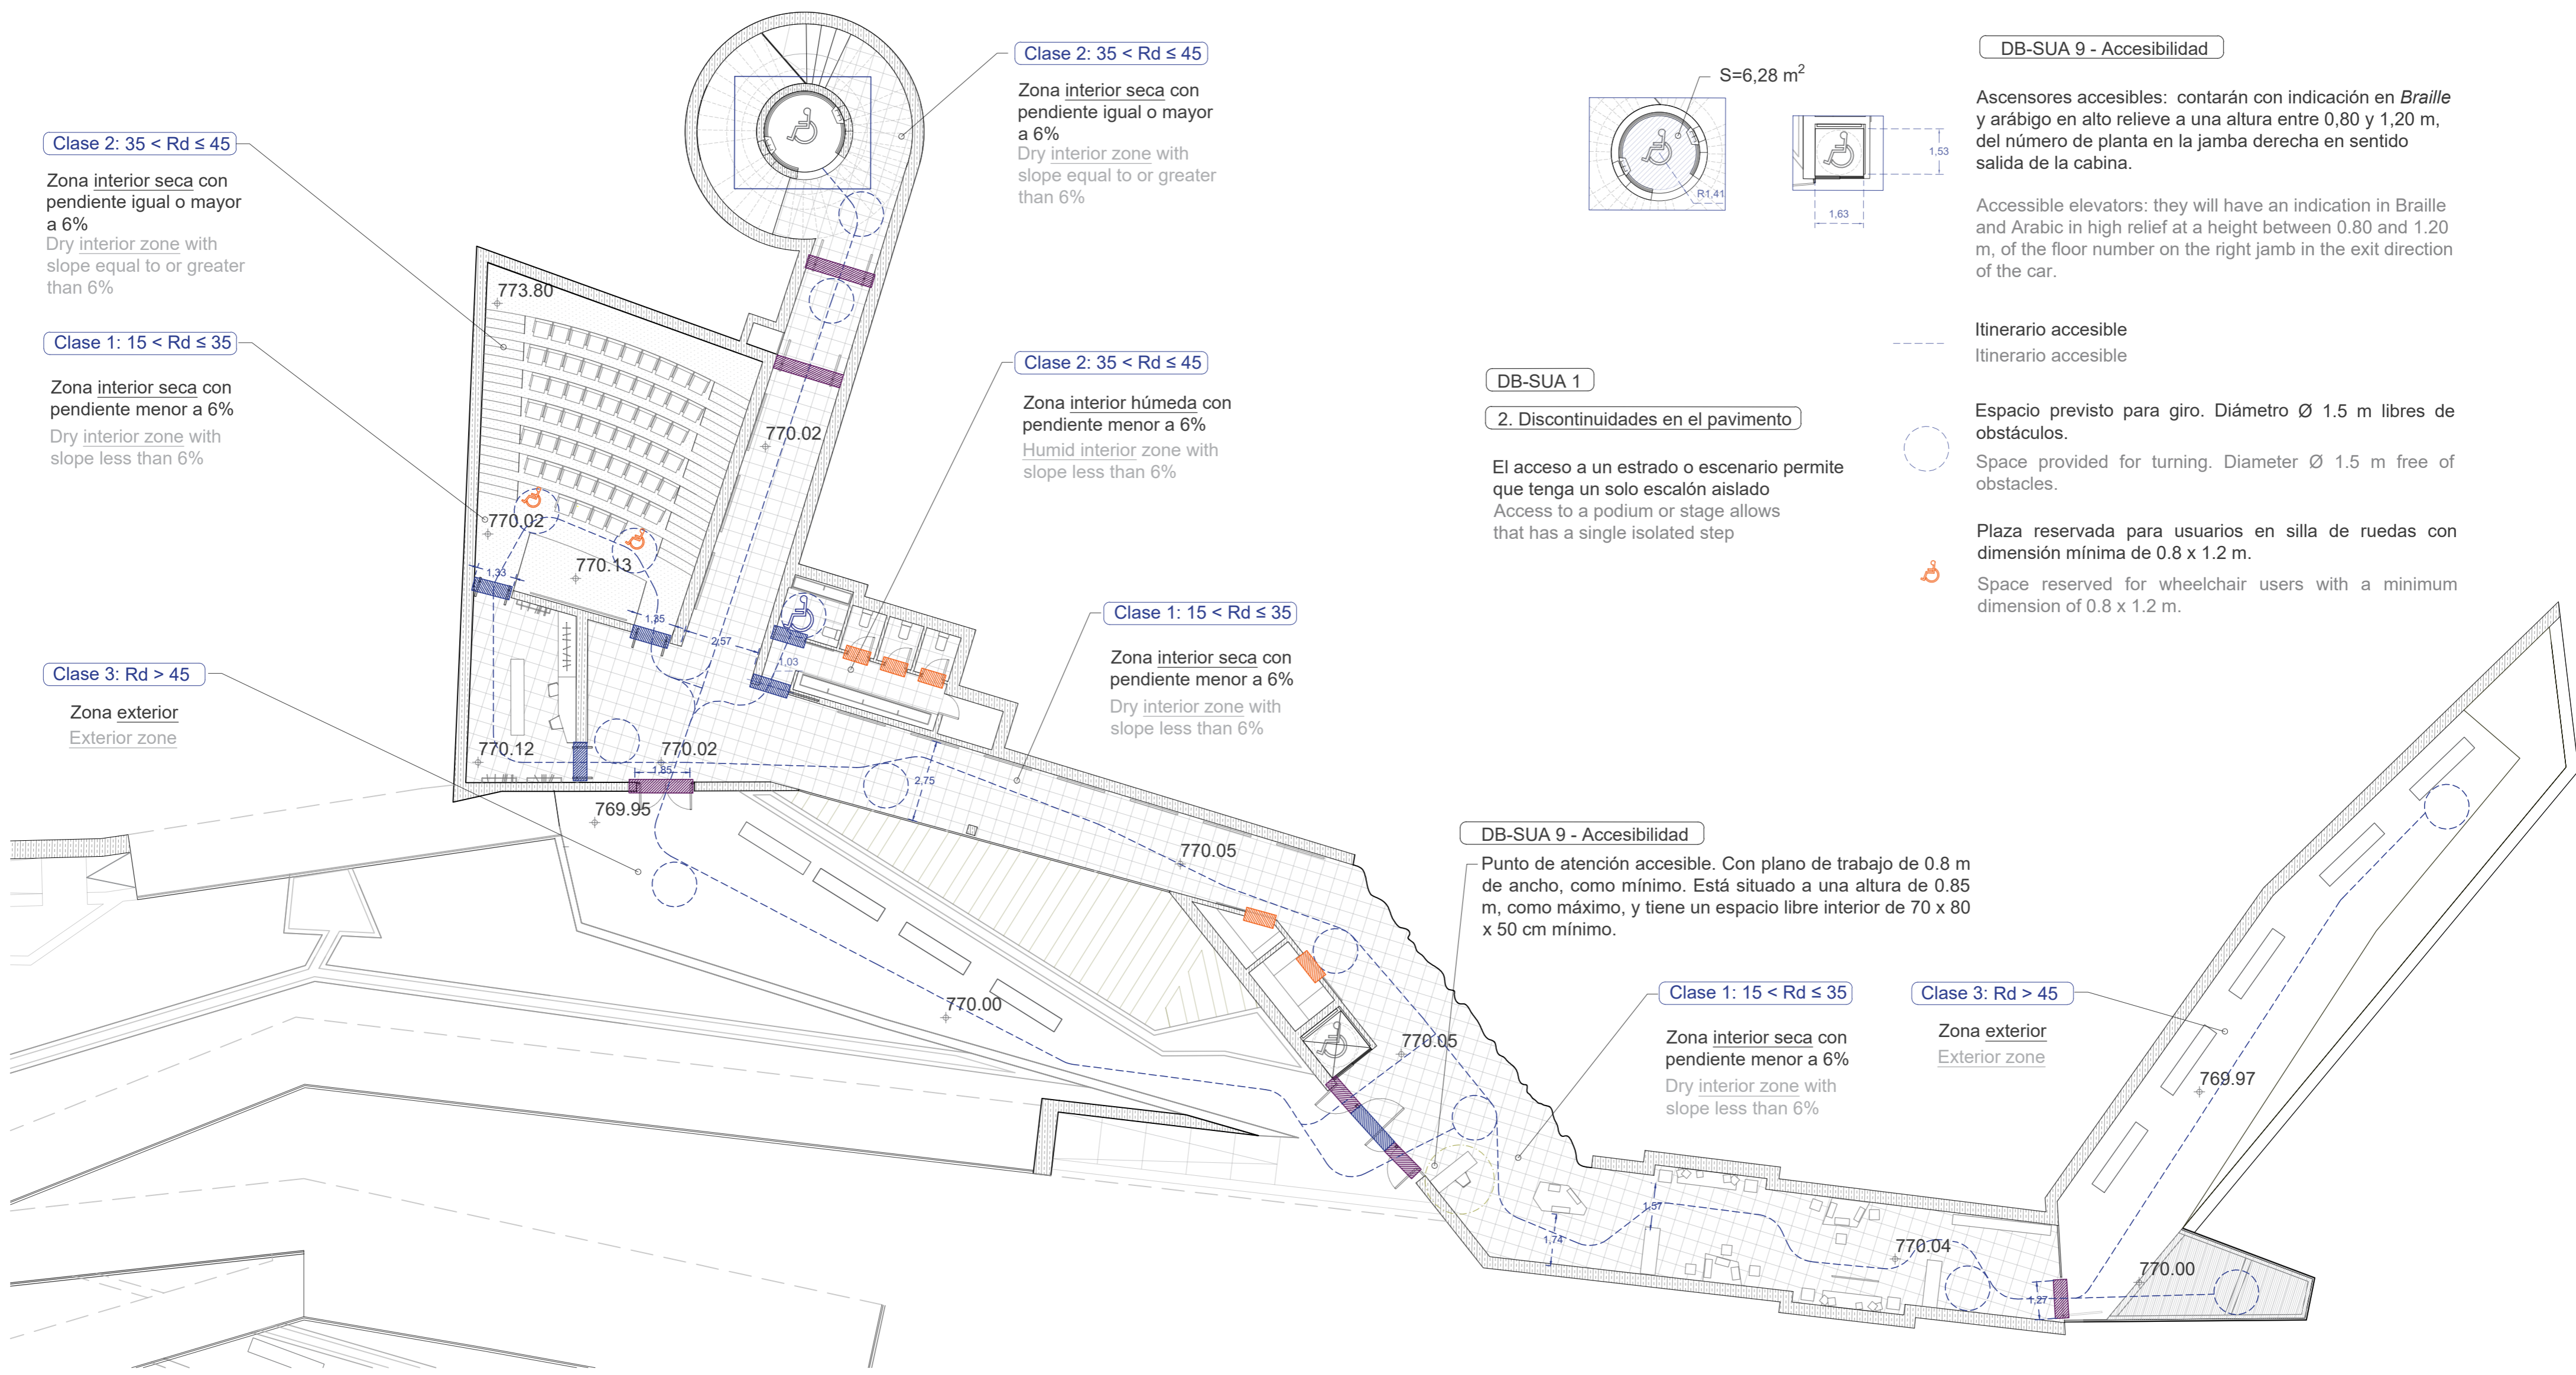 Clase 2: 35 < Rd ≤ 45
Zona interior seca con
pendiente igual o mayor
a 6%
Dry interior zone with
slope equal to or greater
than 6%
Clase 1: 15 < Rd ≤ 35
Zona interior seca con
pendiente menor a 6%
Dry interior zone with
slope less than 6%
Clase 3: Rd > 45
Zona exterior
Exterior zone
Clase 2: 35 < Rd ≤ 45
Zona interior seca con
pendiente igual o mayor
a 6%
Dry interior zone with
slope equal to or greater
than 6%
Clase 2: 35 < Rd ≤ 45
Zona interior húmeda con
pendiente menor a 6%
Humid interior zone with
slope less than 6%
Clase 1: 15 < Rd ≤ 35
Zona interior seca con
pendiente menor a 6%
Dry interior zone with
slope less than 6%
773.80
770.02
770.02
770.13
1,33
1,35
2,57
1,03
770.12
770.02
1,85
769.95
2,75
770.05
770.00
770.05
S=6,28 m²
R1,41
1,53
1,63
DB-SUA 1
2. Discontinuidades en el pavimento
El acceso a un estrado o escenario permite
que tenga un solo escalón aislado
Access to a podium or stage allows
that has a single isolated step
DB-SUA 9 - Accesibilidad
Ascensores accesibles: contarán con indicación en Braille
y arábigo en alto relieve a una altura entre 0,80 y 1,20 m,
del número de planta en la jamba derecha en sentido
salida de la cabina.
Accessible elevators: they will have an indication in Braille
and Arabic in high relief at a height between 0.80 and 1.20
m, of the floor number on the right jamb in the exit direction
of the car.
Itinerario accesible
Itinerario accesible
Espacio previsto para giro. Diámetro Ø 1.5 m libres de
obstáculos.
Space provided for turning. Diameter Ø 1.5 m free of
obstacles.
Plaza reservada para usuarios en silla de ruedas con
dimensión mínima de 0.8 x 1.2 m.
Space reserved for wheelchair users with a minimum
dimension of 0.8 x 1.2 m.
DB-SUA 9 - Accesibilidad
Punto de atención accesible. Con plano de trabajo de 0.8 m
de ancho, como mínimo. Está situado a una altura de 0.85
m, como máximo, y tiene un espacio libre interior de 70 x 80
x 50 cm mínimo.
Clase 1: 15 < Rd ≤ 35
Zona interior seca con
pendiente menor a 6%
Dry interior zone with
slope less than 6%
Clase 3: Rd > 45
Zona exterior
Exterior zone
769.97
1,57
1,74
770.04
770.00
1,27